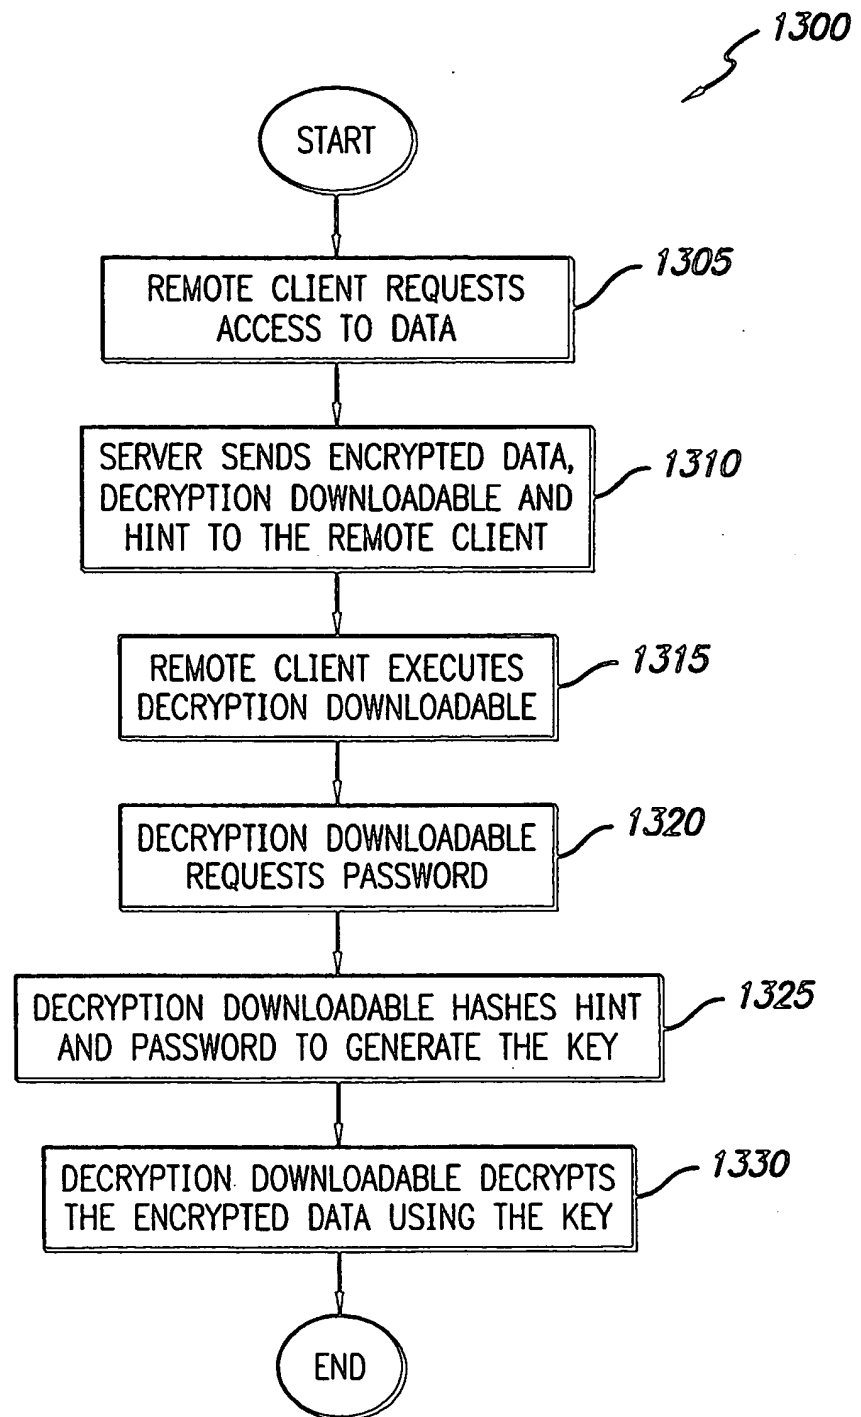 1300
START
REMOTE CLIENT REQUESTS
ACCESS TO DATA
1305
SERVER SENDS ENCRYPTED DATA,
DECRYPTION DOWNLOADABLE AND
HINT TO THE REMOTE CLIENT
1310
REMOTE CLIENT EXECUTES
DECRYPTION DOWNLOADABLE
1315
DECRYPTION DOWNLOADABLE
REQUESTS PASSWORD
1320
DECRYPTION DOWNLOADABLE HASHES HINT
AND PASSWORD TO GENERATE THE KEY
1325
DECRYPTION DOWNLOADABLE DECRYPTS
THE ENCRYPTED DATA USING THE KEY
1330
END